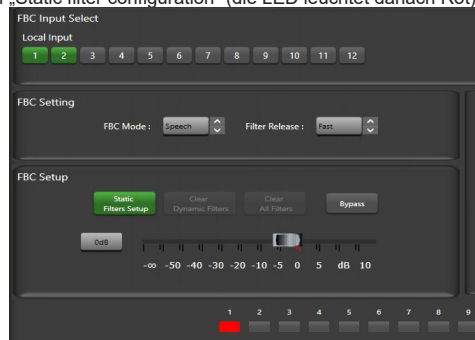 „Static filter configuration“ (die LED leuchtet danach Rot)
FBC Input Select
Local Input
1 2 3 4 5 6 7 8 9 10 11 12
FBC Setting
FBC Mode : Speech Filter Release : Fast
FBC Setup
Static Filters Setup
Clear Dynamic Filters
Clear All Filters
Bypass
0dB
-∞ -50 -40 -30 -20 -10 -5 0 5 dB 10
1 2 3 4 5 6 7 8 9